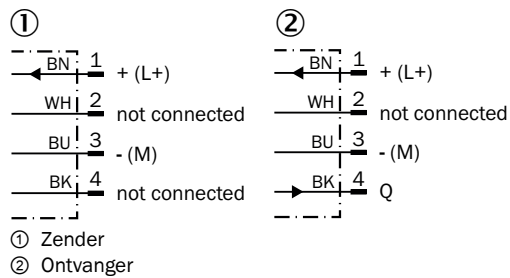 ① ②
BN 1 + (L+)
WH 2 not connected
BU 3 - (M)
BK 4 not connected
BN 1 + (L+)
WH 2 not connected
BU 3 - (M)
BK 4 Q
① Zender
② Ontvanger